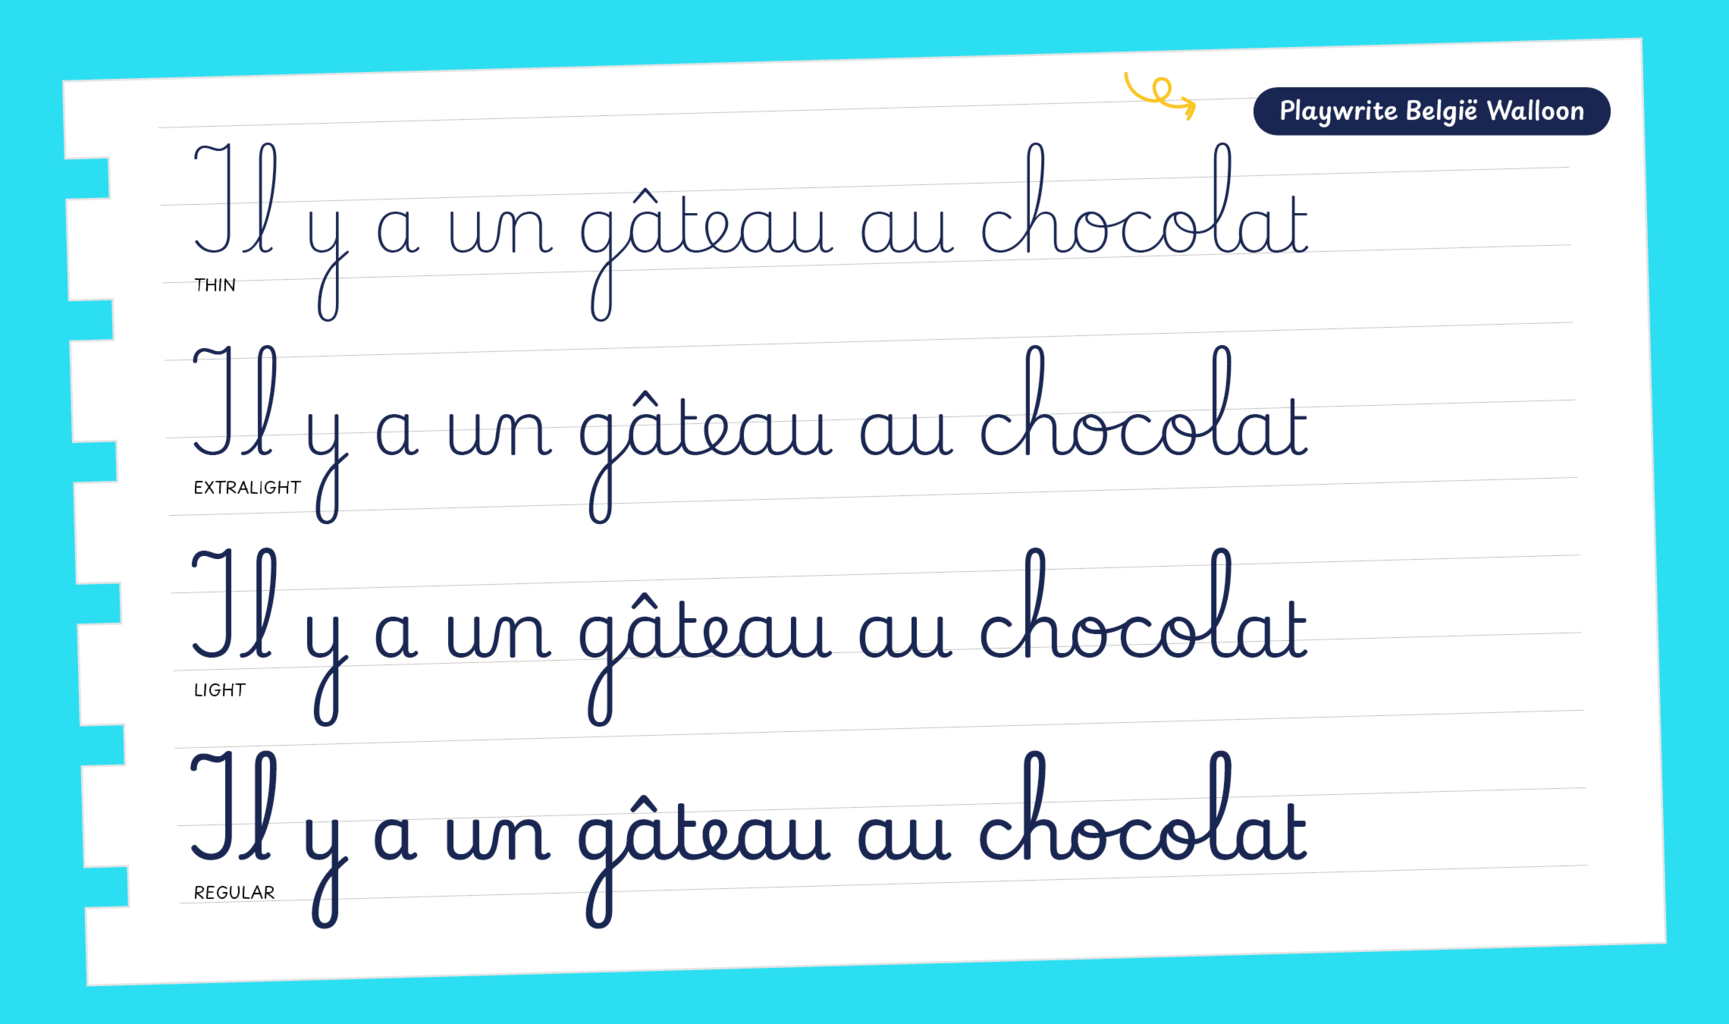 Playwrite België Walloon
Il y a un gâteau au chocolat
THIN
Il y a un gâteau au chocolat
EXTRALIGHT
Il y a un gâteau au chocolat
LIGHT
Il y a un gâteau au chocolat
REGULAR